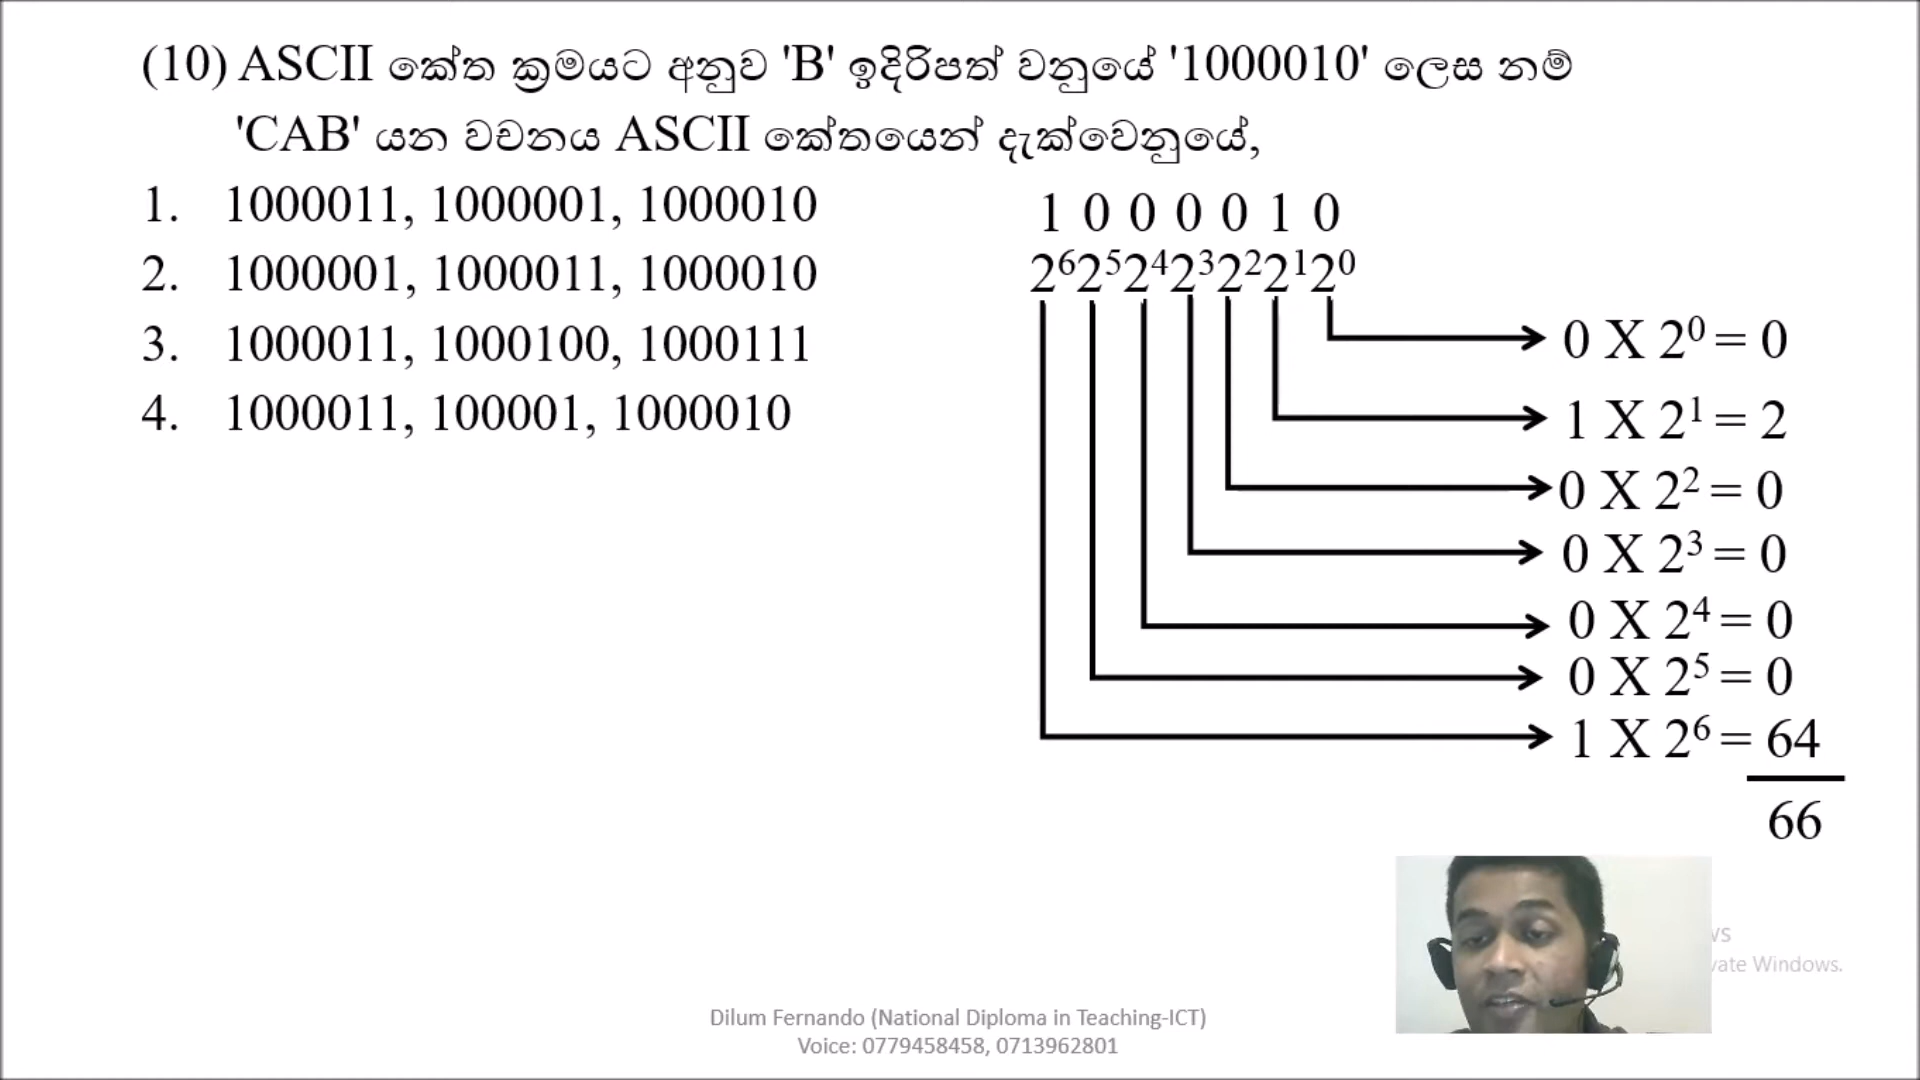 (10) ASCII කේත ක්‍රමයට අනුව 'B' ඉදිරිපත් වනුයේ '1000010' ලෙස නම්
'CAB' යන වචනය ASCII කේතයෙන් දැක්වෙනුයේ,
1. 1000011, 1000001, 1000010
2. 1000001, 1000011, 1000010
3. 1000011, 1000100, 1000111
4. 1000011, 100001, 1000010
1 0 0 0 0 1 0
2⁶2⁵2⁴2³2²2¹2⁰
0 X 2⁰ = 0
1 X 2¹ = 2
0 X 2² = 0
0 X 2³ = 0
0 X 2⁴ = 0
0 X 2⁵ = 0
1 X 2⁶ = 64
66
Windows.
Dilum Fernando (National Diploma in Teaching-ICT)
Voice: 0779458458, 0713962801